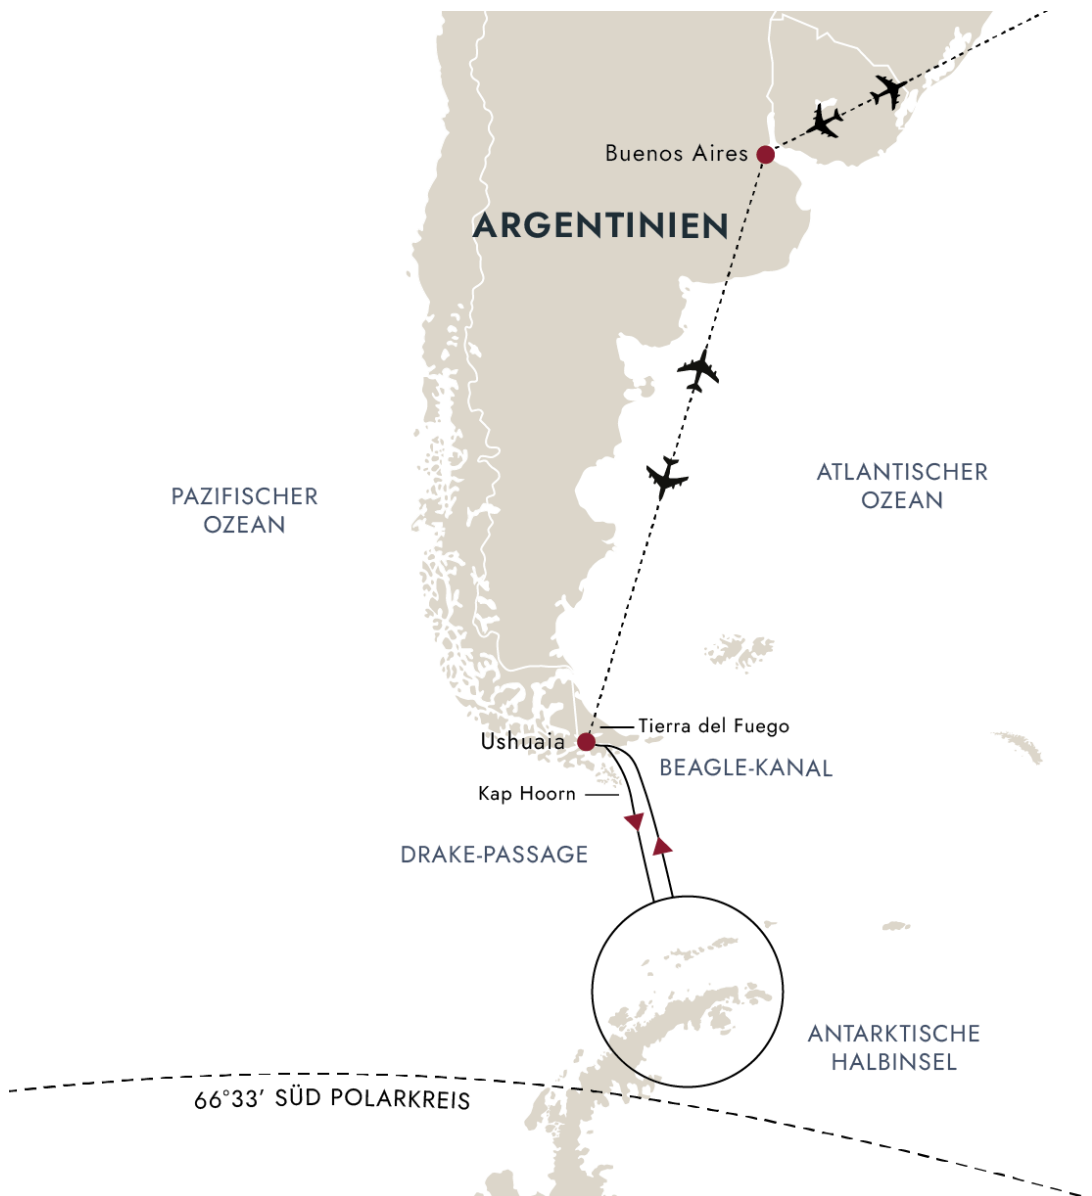 Buenos Aires
ARGENTINIEN
ATLANTISCHER
OZEAN
PAZIFISCHER
OZEAN
Tierra del Fuego
Ushuaia
BEAGLE-KANAL
Kap Hoorn
DRAKE-PASSAGE
ANTARKTISCHE
HALBINSEL
66°33′ SÜD POLARKREIS